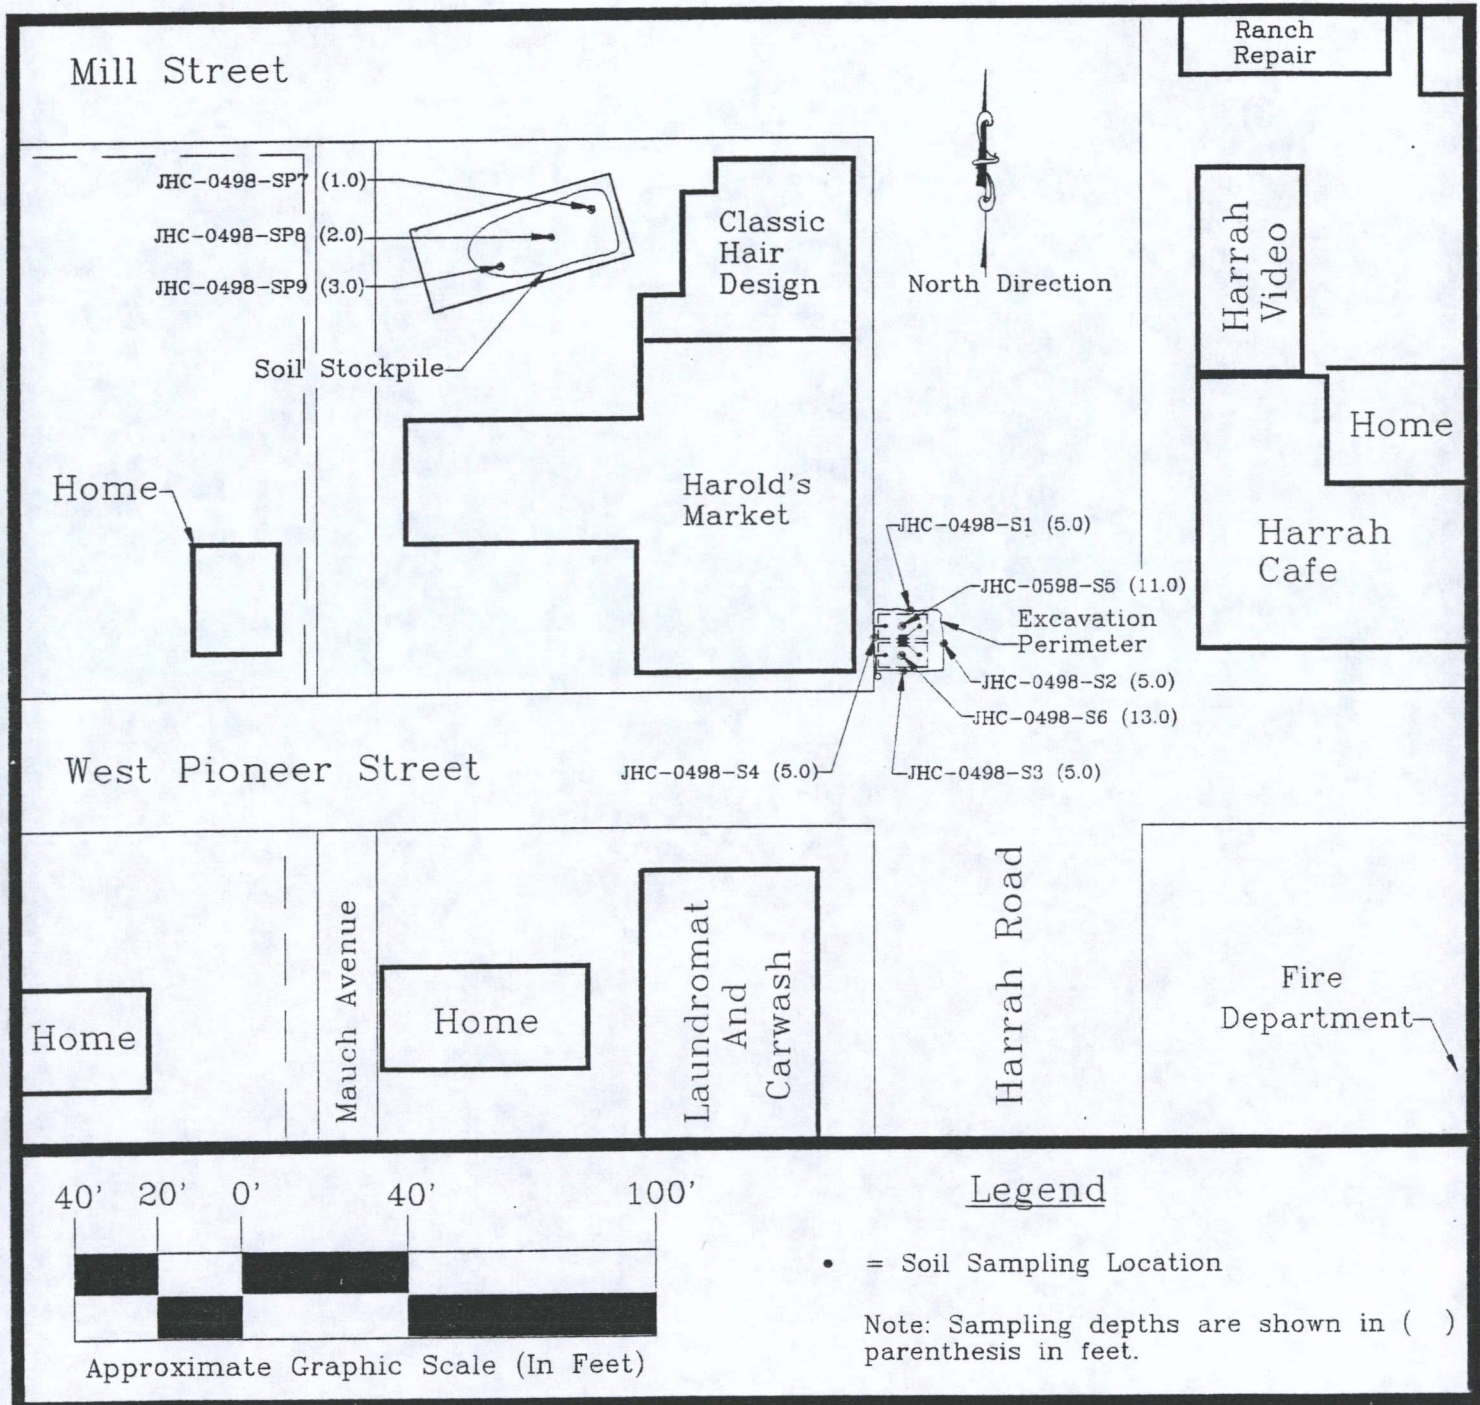 Mill Street
Ranch
Repair
JHC-0498-SP7 (1.0)
JHC-0498-SP8 (2.0)
JHC-0498-SP9 (3.0)
Soil Stockpile
Classic
Hair
Design
North Direction
Harrah
Video
Home
Harold's
Market
Home
Harrah
Cafe
JHC-0498-S1 (5.0)
JHC-0598-S5 (11.0)
Excavation
Perimeter
JHC-0498-S2 (5.0)
JHC-0498-S6 (13.0)
JHC-0498-S4 (5.0)
JHC-0498-S3 (5.0)
West Pioneer Street
Mauch Avenue
Home
Home
Laundromat
And
Carwash
Harrah Road
Fire
Department
40' 20' 0' 40' 100'
Approximate Graphic Scale (In Feet)
Legend
• = Soil Sampling Location
Note: Sampling depths are shown in ( )
parenthesis in feet.